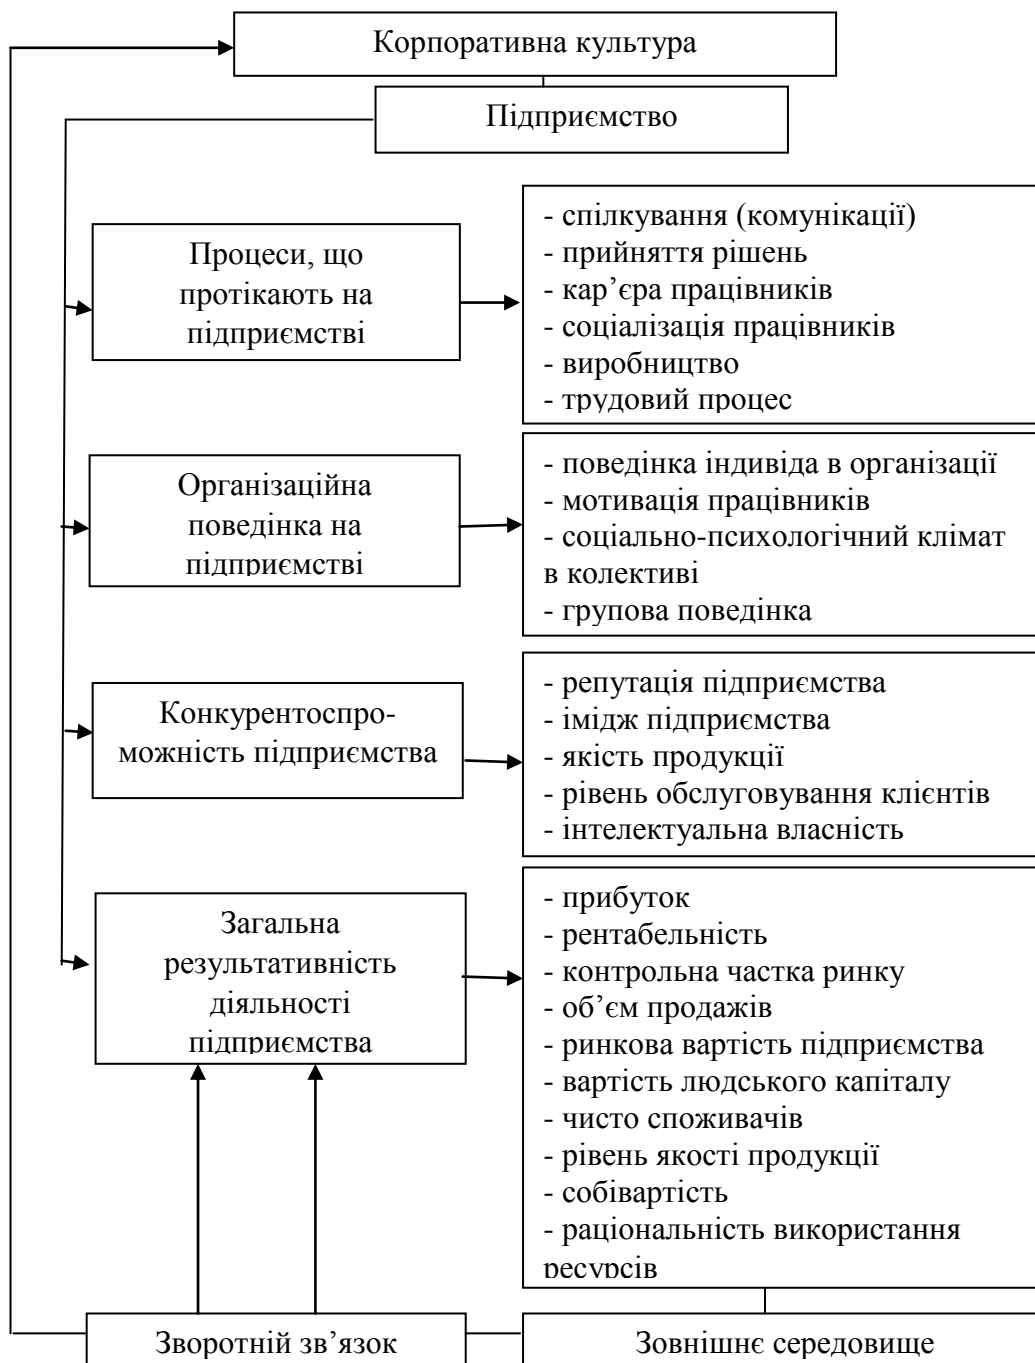 Корпоративна культура
Підприємство
Процеси, що
протікають на
підприємстві
- спілкування (комунікації)
- прийняття рішень
- кар’єра працівників
- соціалізація працівників
- виробництво
- трудовий процес
Організаційна
поведінка на
підприємстві
- поведінка індивіда в організації
- мотивація працівників
- соціально-психологічний клімат
в колективі
- групова поведінка
Конкурентоспро-
можність підприємства
- репутація підприємства
- імідж підприємства
- якість продукції
- рівень обслуговування клієнтів
- інтелектуальна власність
Загальна
результативність
діяльності
підприємства
- прибуток
- рентабельність
- контрольна частка ринку
- об’єм продажів
- ринкова вартість підприємства
- вартість людського капіталу
- чисто споживачів
- рівень якості продукції
- собівартість
- раціональність використання
ресурсів
Зворотній зв’язок
Зовнішнє середовище